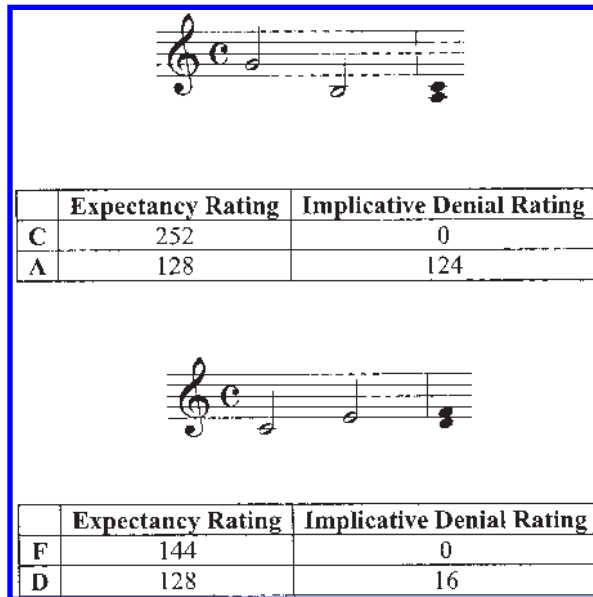 Expectancy Rating Implicative Denial Rating
C 252 0
A 128 124
Expectancy Rating Implicative Denial Rating
F 144 0
D 128 16